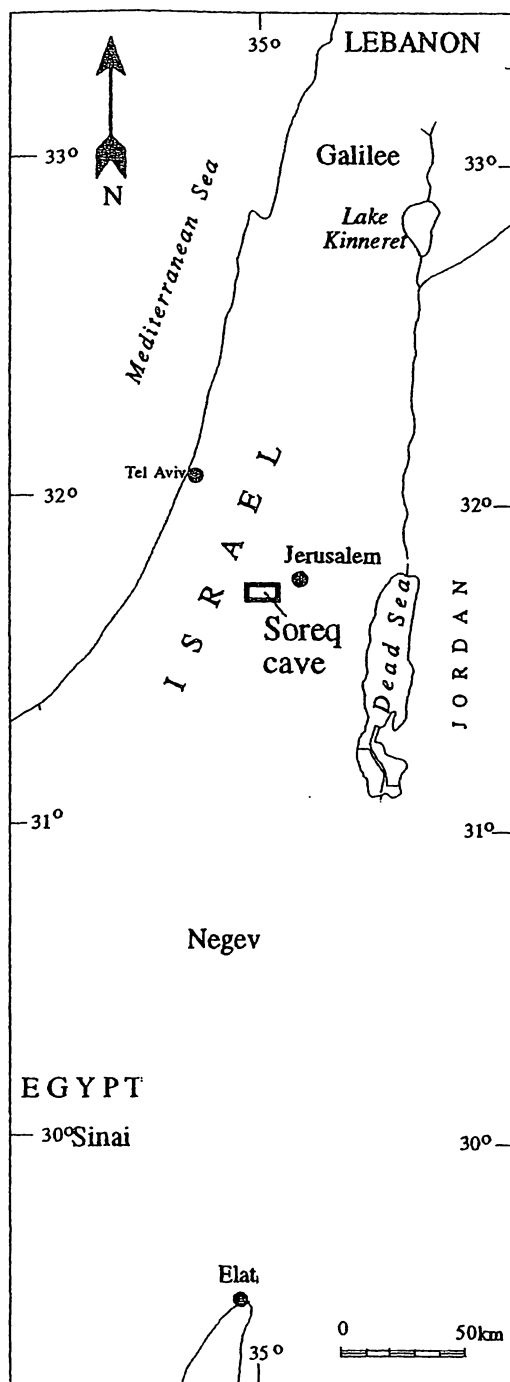 35°
LEBANON
33°
Galilee
33°
N
Mediterranean Sea
Lake
Kinneret
Tel Aviv
32°
32°
ISRAEL
Jerusalem
Soreq
cave
Dead Sea
JORDAN
31°
31°
Negev
EGYPT
30°
Sinai
30°
Elat
0
50km
35°